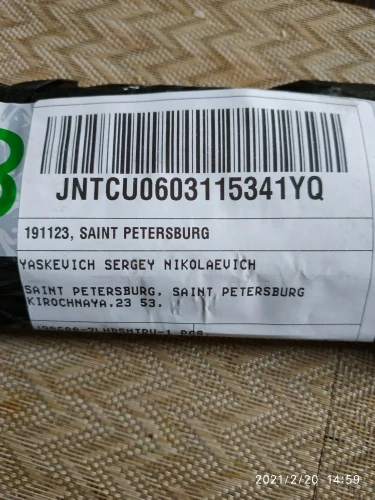 JNTCU0603115341YQ
191123, SAINT PETERSBURG
YASKEVICH SERGEY NIKOLAEVICH
SAINT PETERSBURG, SAINT PETERSBURG
KIROCHNAYA.23 53.
2021/2/20 14:59